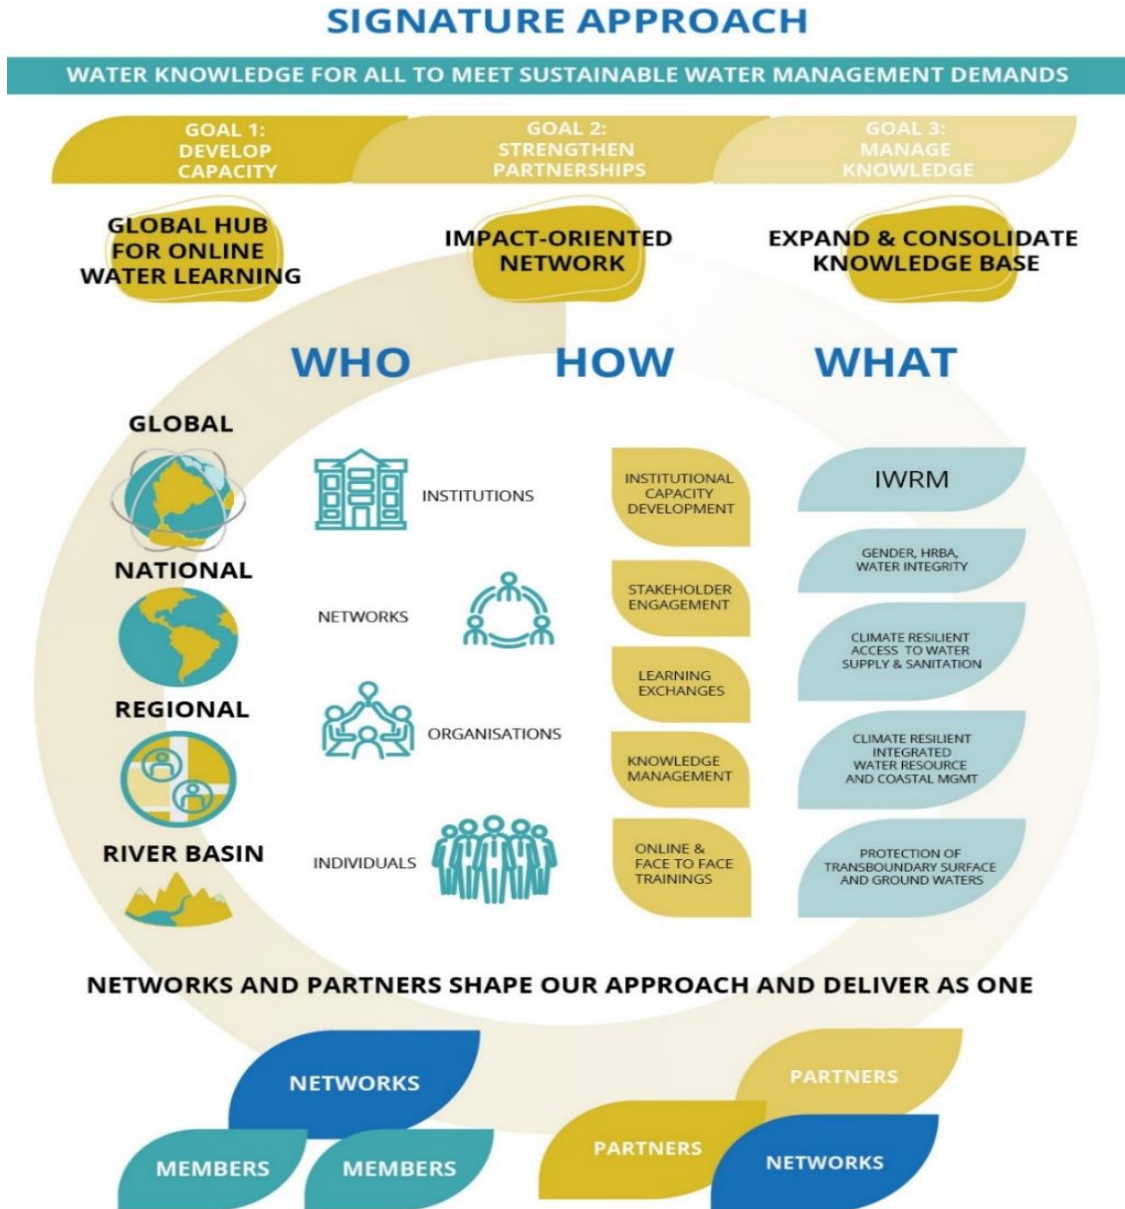 SIGNATURE APPROACH
WATER KNOWLEDGE FOR ALL TO MEET SUSTAINABLE WATER MANAGEMENT DEMANDS
GOAL 1:
DEVELOP
CAPACITY
GOAL 2:
STRENGTHEN
PARTNERSHIPS
GOAL 3:
MANAGE
KNOWLEDGE
GLOBAL HUB
FOR ONLINE
WATER LEARNING
IMPACT-ORIENTED
NETWORK
EXPAND & CONSOLIDATE
KNOWLEDGE BASE
WHO
HOW
WHAT
GLOBAL
NATIONAL
REGIONAL
RIVER BASIN
INSTITUTIONS
NETWORKS
ORGANISATIONS
INDIVIDUALS
INSTITUTIONAL
CAPACITY
DEVELOPMENT
STAKEHOLDER
ENGAGEMENT
LEARNING
EXCHANGES
KNOWLEDGE
MANAGEMENT
ONLINE &
FACE TO FACE
TRAININGS
IWRM
GENDER, HRBA,
WATER INTEGRITY
CLIMATE RESILIENT
ACCESS TO WATER
SUPPLY & SANITATION
CLIMATE RESILIENT
INTEGRATED
WATER RESOURCE
AND COASTAL MGMT
PROTECTION OF
TRANSBOUNDARY SURFACE
AND GROUND WATERS
NETWORKS AND PARTNERS SHAPE OUR APPROACH AND DELIVER AS ONE
NETWORKS
MEMBERS
MEMBERS
PARTNERS
PARTNERS
NETWORKS